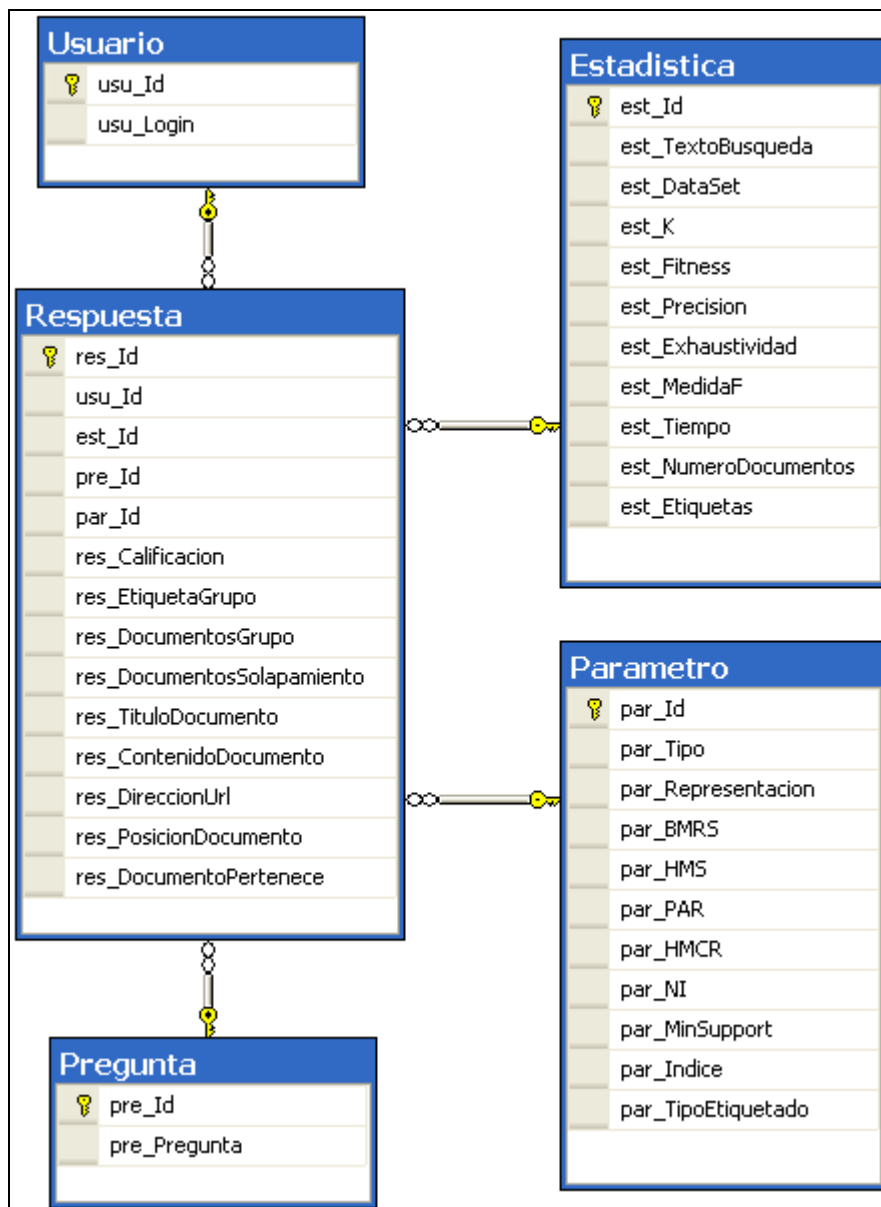 Usuario
usu_Id
usu_Login
Estadistica
est_Id
est_TextoBusqueda
est_DataSet
est_K
est_Fitness
est_Precision
est_Exhaustividad
est_MedidaF
est_Tiempo
est_NumeroDocumentos
est_Etiquetas
Respuesta
res_Id
usu_Id
est_Id
pre_Id
par_Id
res_Calificacion
res_EtiquetaGrupo
res_DocumentosGrupo
res_DocumentosSolapamiento
res_TituloDocumento
res_ContenidoDocumento
res_DireccionUrl
res_PosicionDocumento
res_DocumentoPertenece
Parametro
par_Id
par_Tipo
par_Representacion
par_BMRS
par_HMS
par_PAR
par_HMCR
par_NI
par_MinSupport
par_Indice
par_TipoEtiquetado
Pregunta
pre_Id
pre_Pregunta